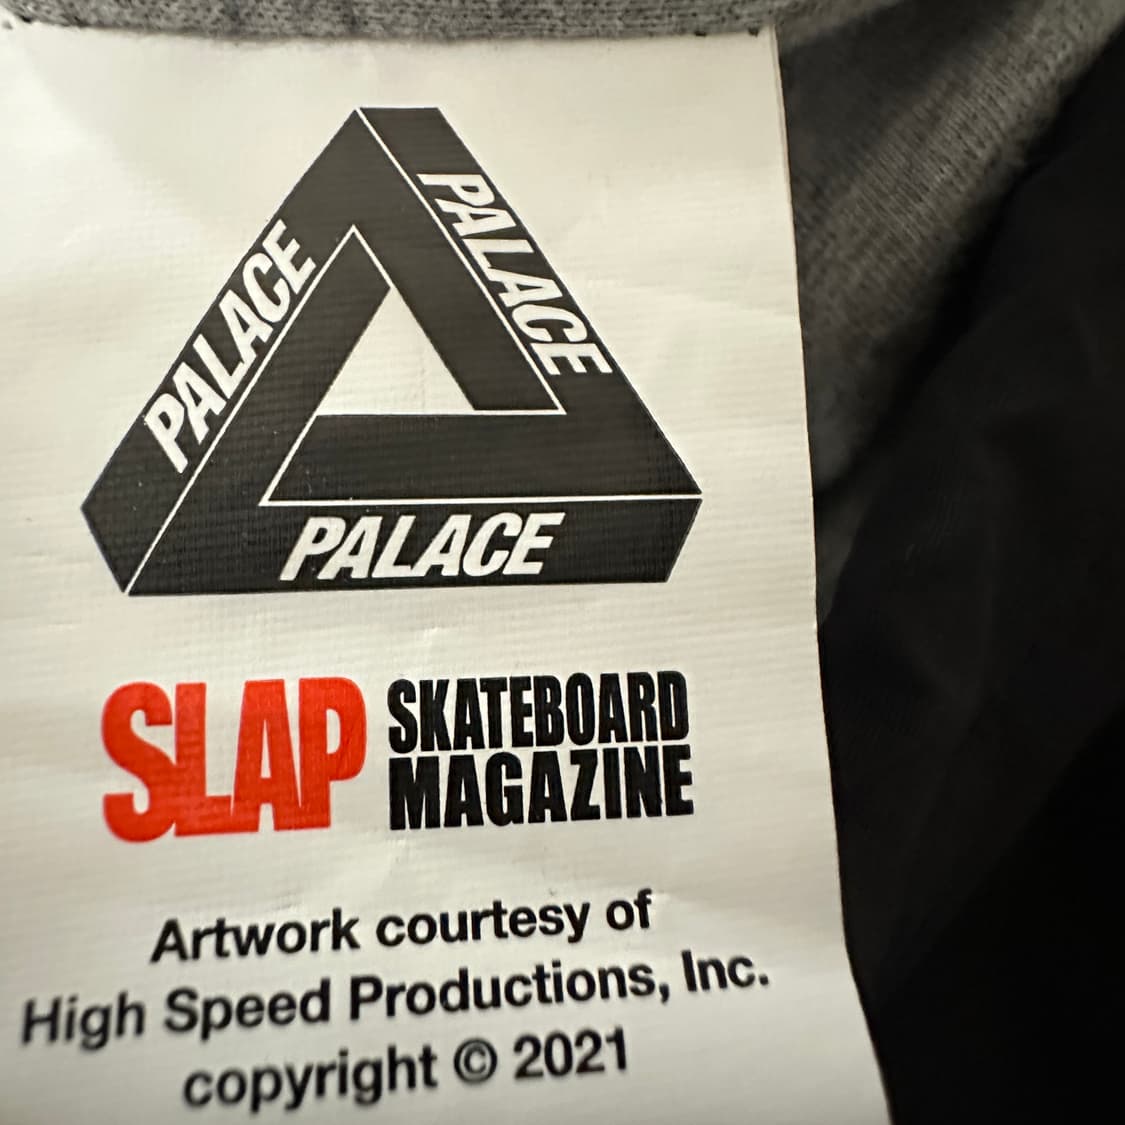 PALACE
PALACE
PALACE
SLAP SKATEBOARD
MAGAZINE
Artwork courtesy of
High Speed Productions, Inc.
copyright © 2021